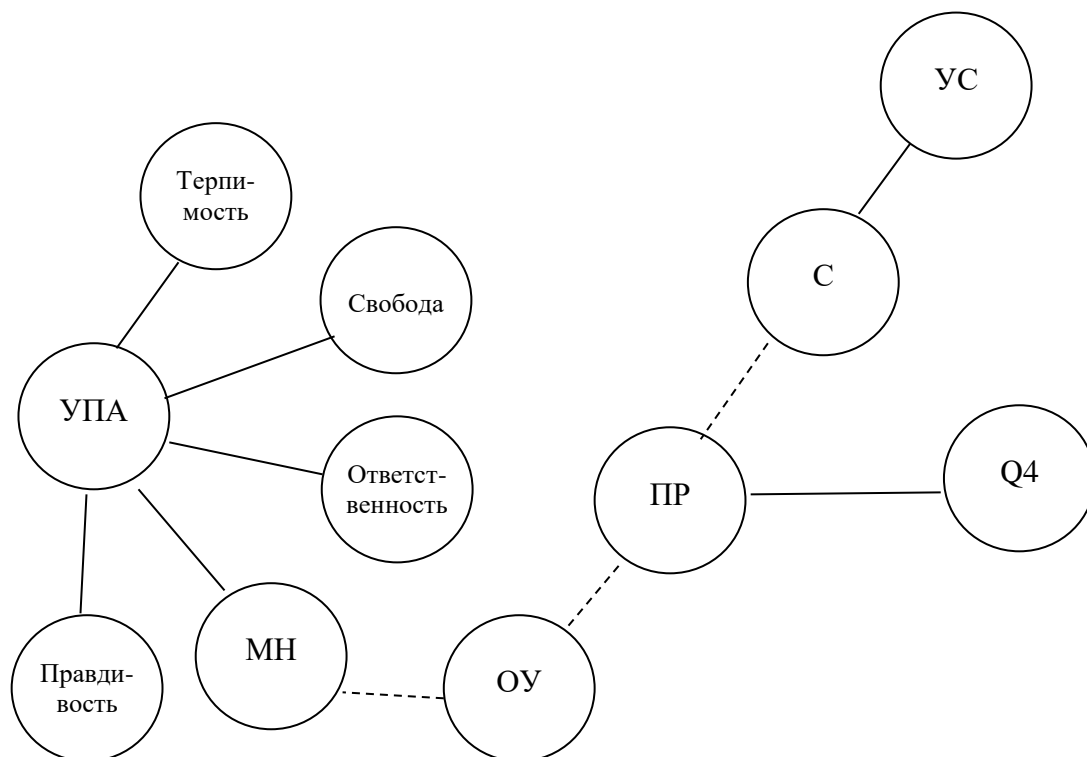 УС
Терпи-
мость
С
Свобода
УПА
Ответст-
венность
ПР
Q4
МН
ОУ
Правди-
вость